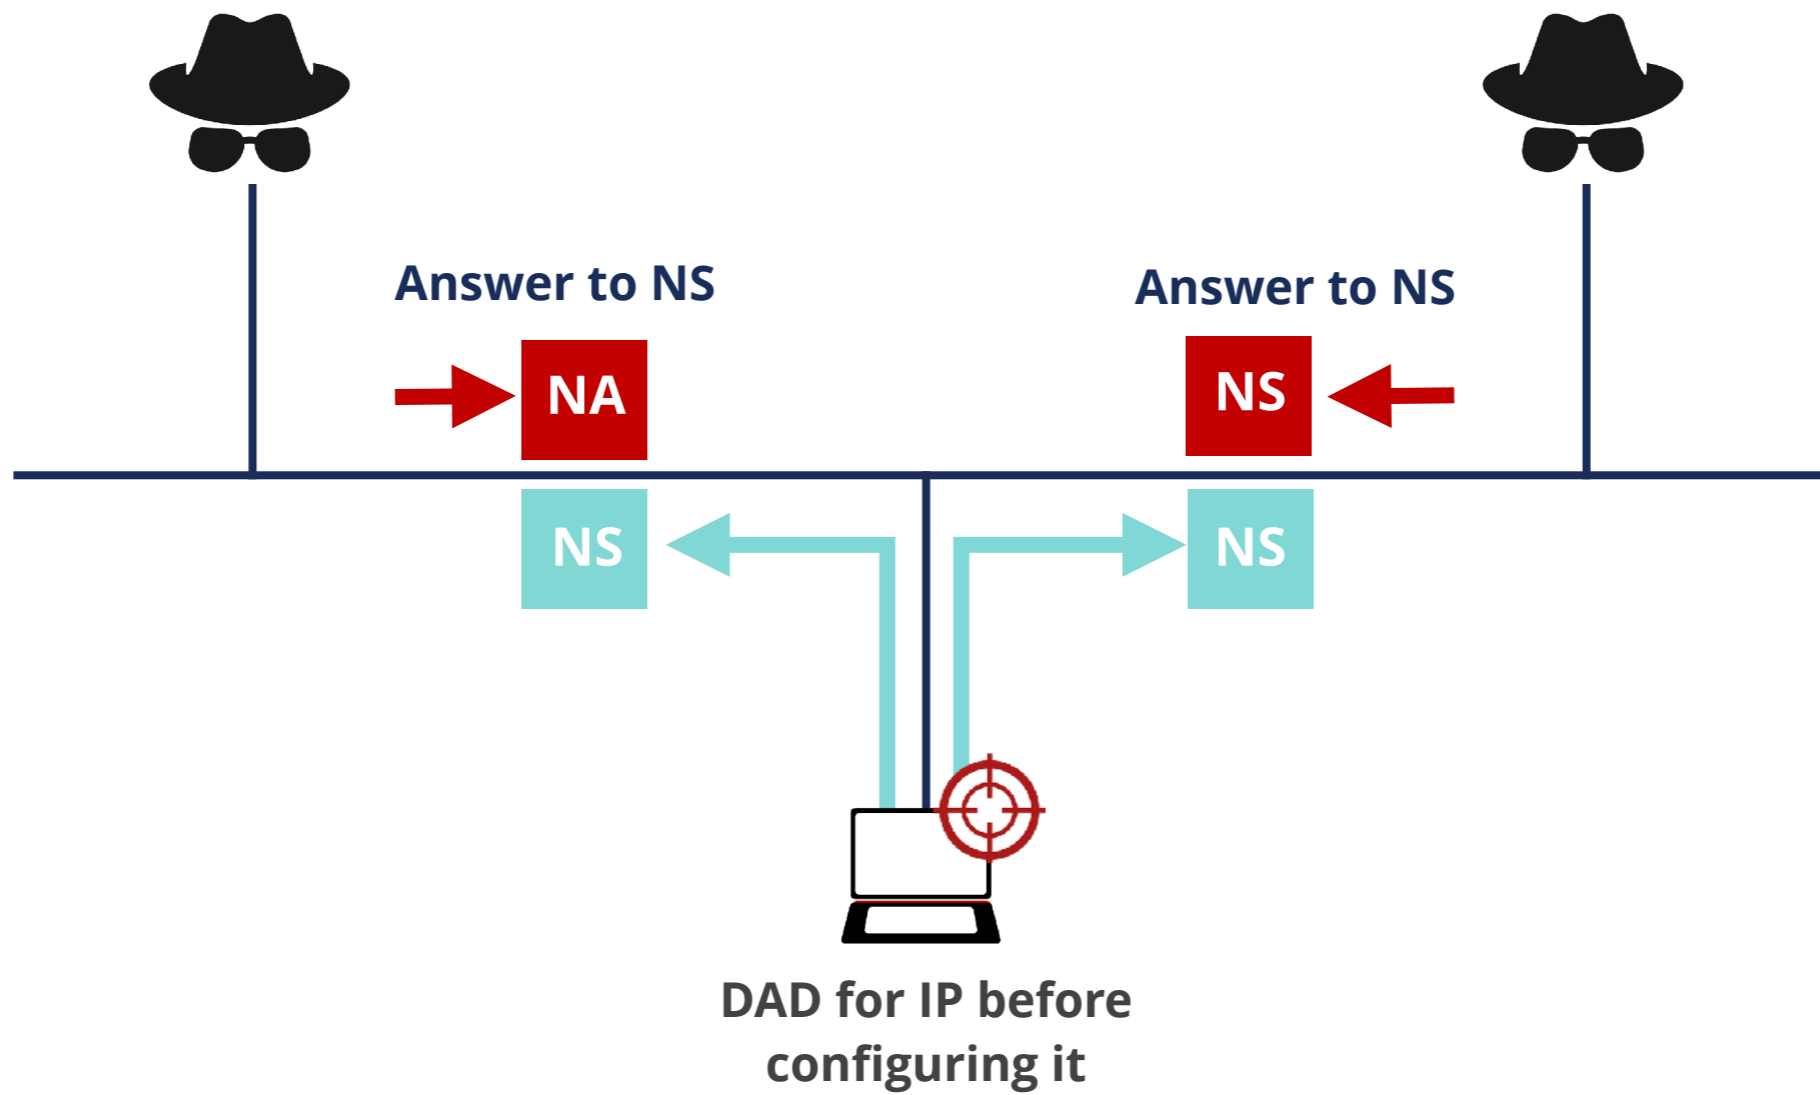 Answer to NS
Answer to NS
NA
NS
NS
NS
DAD for IP before
configuring it